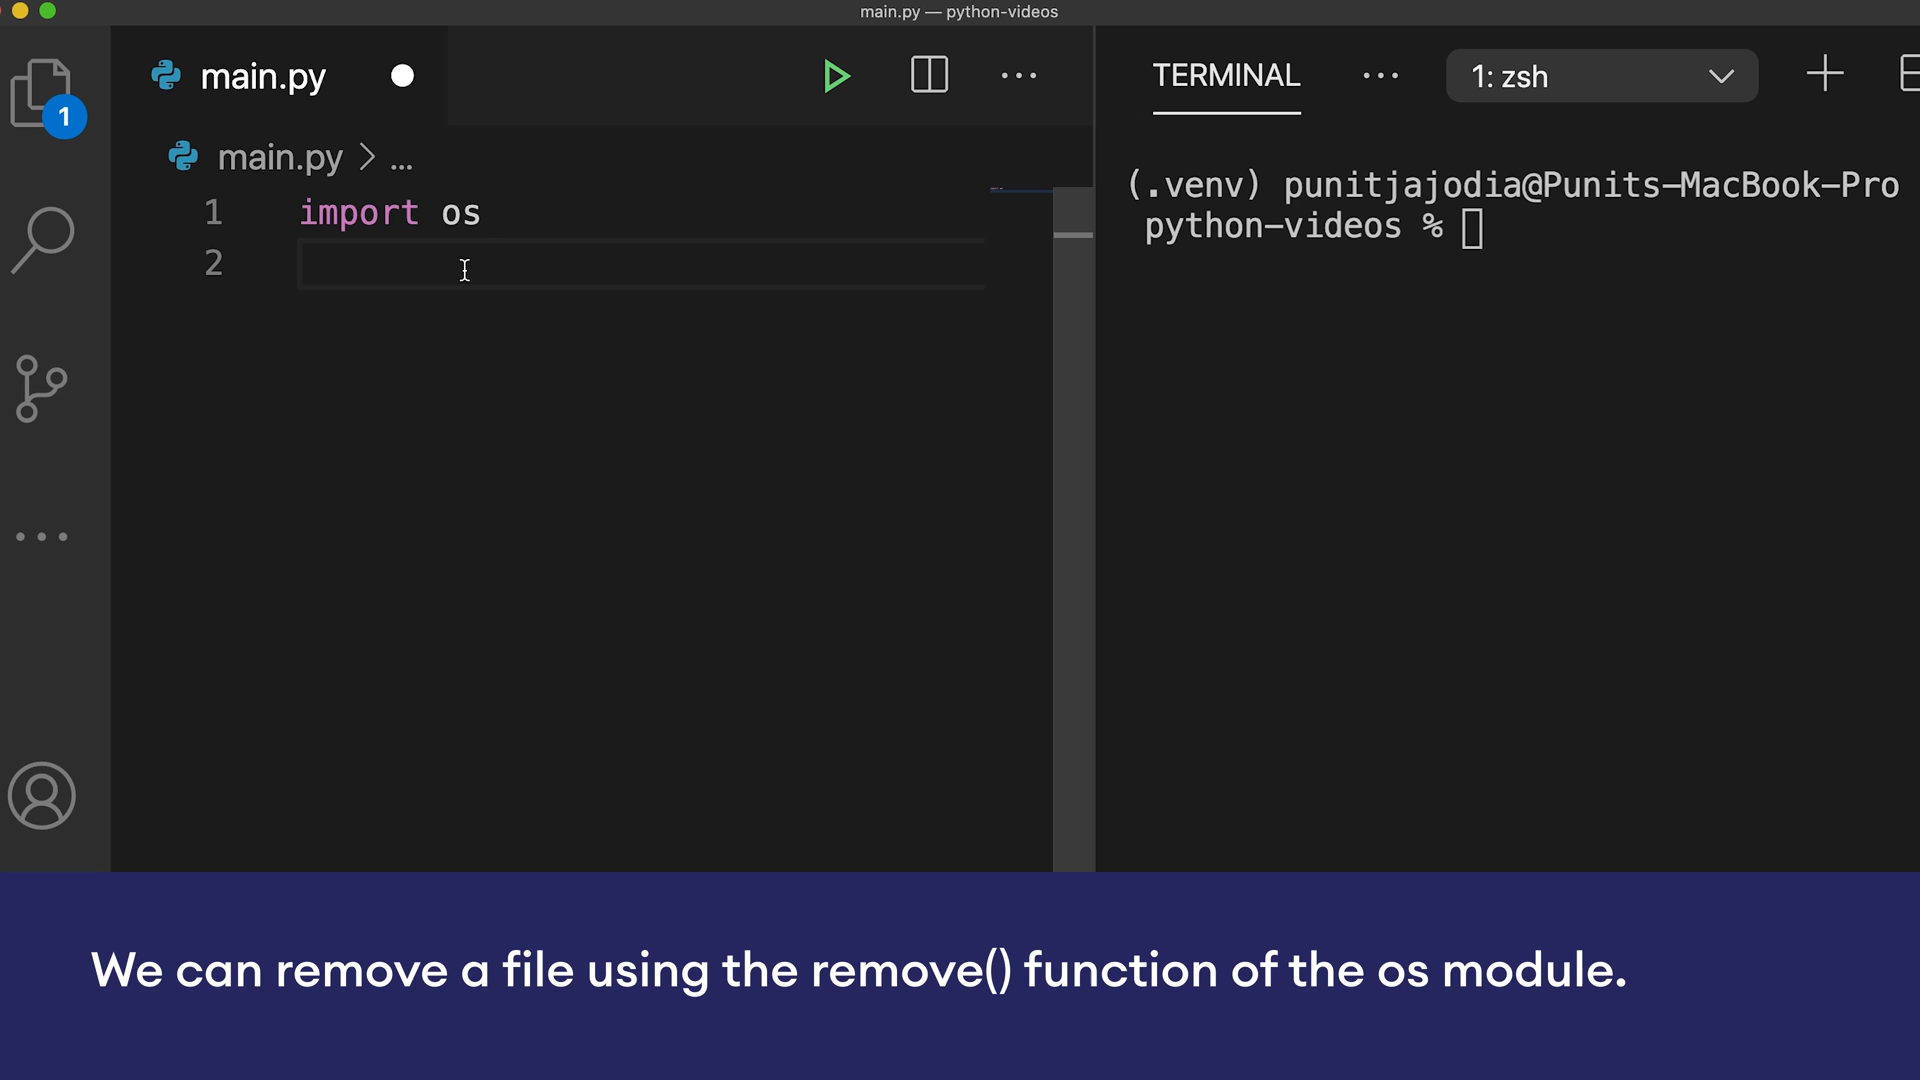 main.py — python-videos
main.py
TERMINAL
1: zsh
1
main.py > ...
1 import os
2
(.venv) punitjajodia@Punits-MacBook-Pro
python-videos %
We can remove a file using the remove() function of the os module.